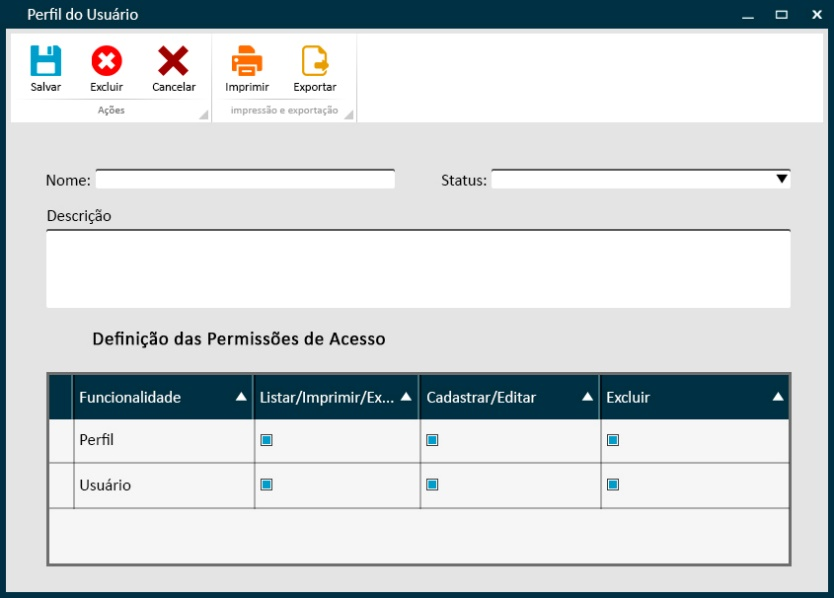 Perfil do Usuário
Salvar Excluir Cancelar Imprimir Exportar
Ações impressão e exportação
Nome: Status:
Descrição
Definição das Permissões de Acesso
Funcionalidade Listar/Imprimir/Ex... Cadastrar/Editar Excluir
Perfil
Usuário